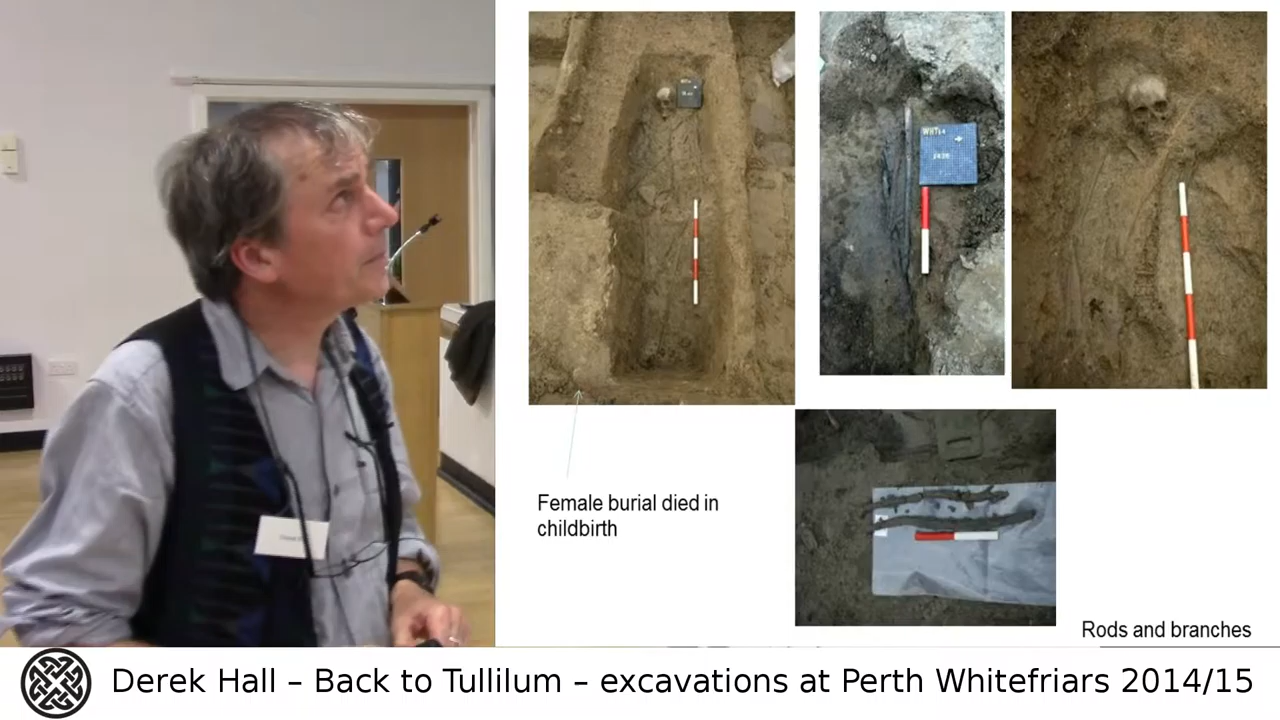 Female burial died in
childbirth
Rods and branches
Derek Hall – Back to Tullilum – excavations at Perth Whitefriars 2014/15